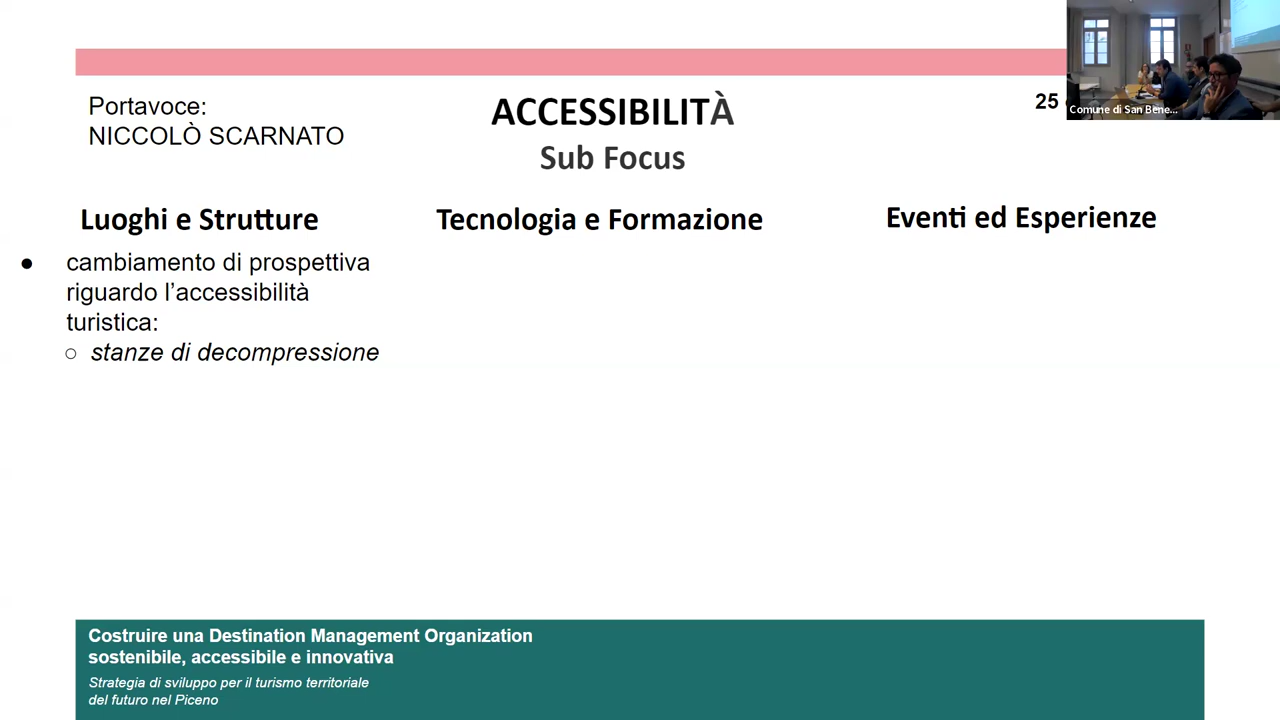 Portavoce:
NICCOLÒ SCARNATO
ACCESSIBILITÀ
Sub Focus
25
Comune di San Bene...
Luoghi e Strutture
Tecnologia e Formazione
Eventi ed Esperienze
● cambiamento di prospettiva
riguardo l’accessibilità
turistica:
○ stanze di decompressione
Costruire una Destination Management Organization
sostenibile, accessibile e innovativa
Strategia di sviluppo per il turismo territoriale
del futuro nel Piceno